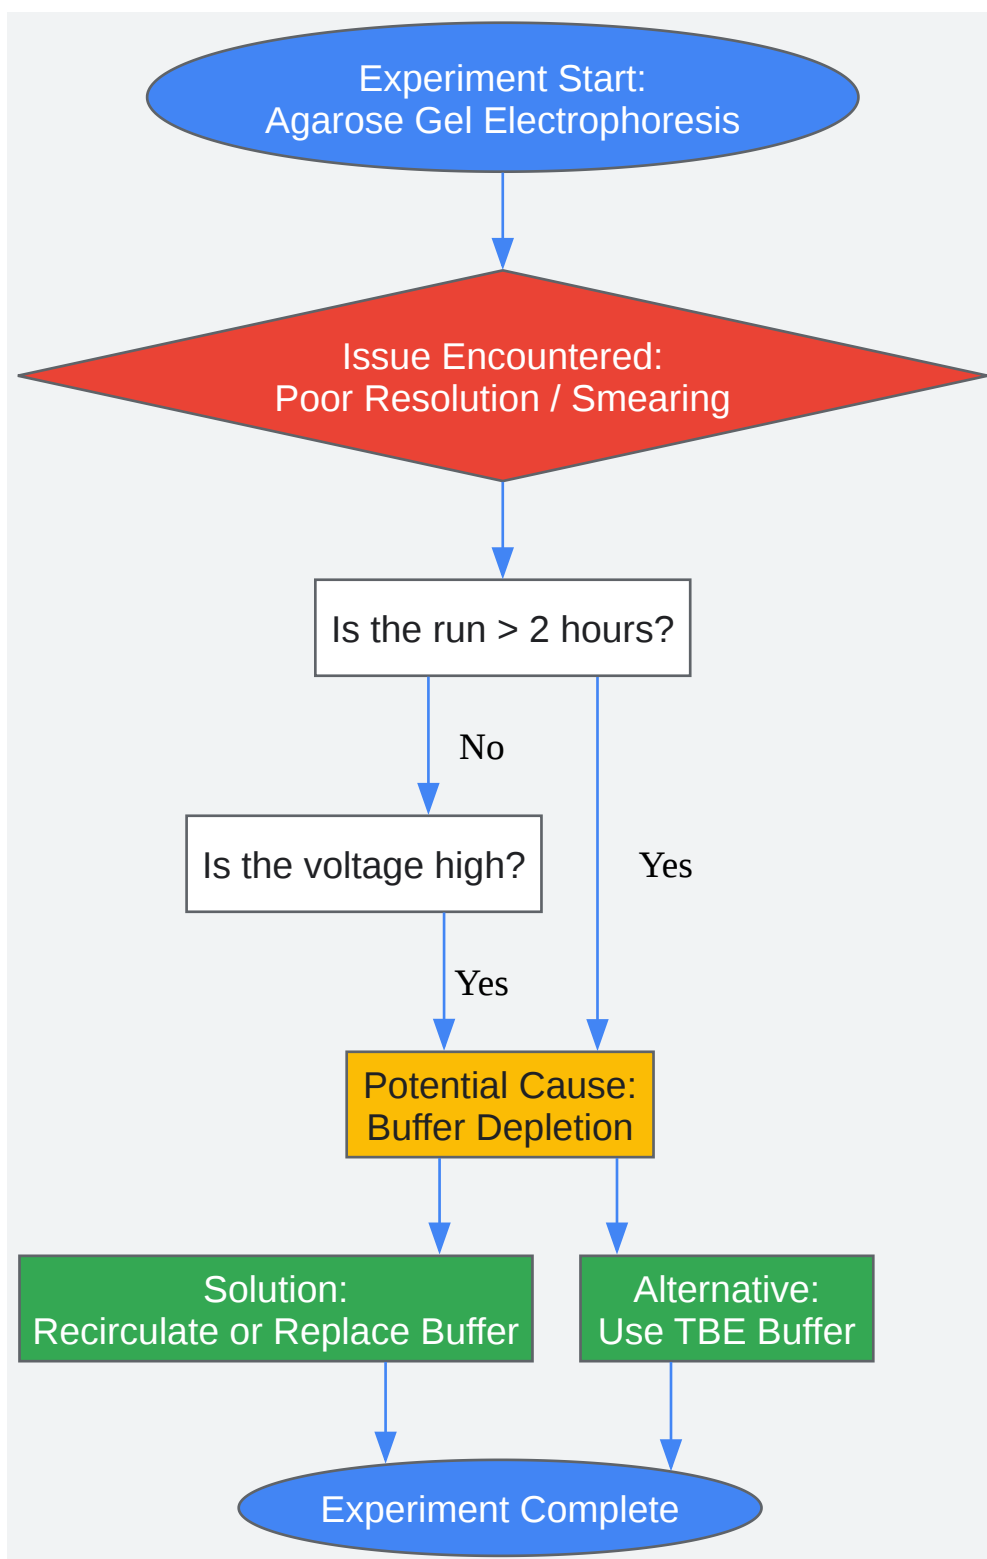 Experiment Start:
Agarose Gel Electrophoresis
Issue Encountered:
Poor Resolution / Smearing
Is the run > 2 hours?
No
Is the voltage high?
Yes
Yes
Potential Cause:
Buffer Depletion
Solution:
Recirculate or Replace Buffer
Alternative:
Use TBE Buffer
Experiment Complete